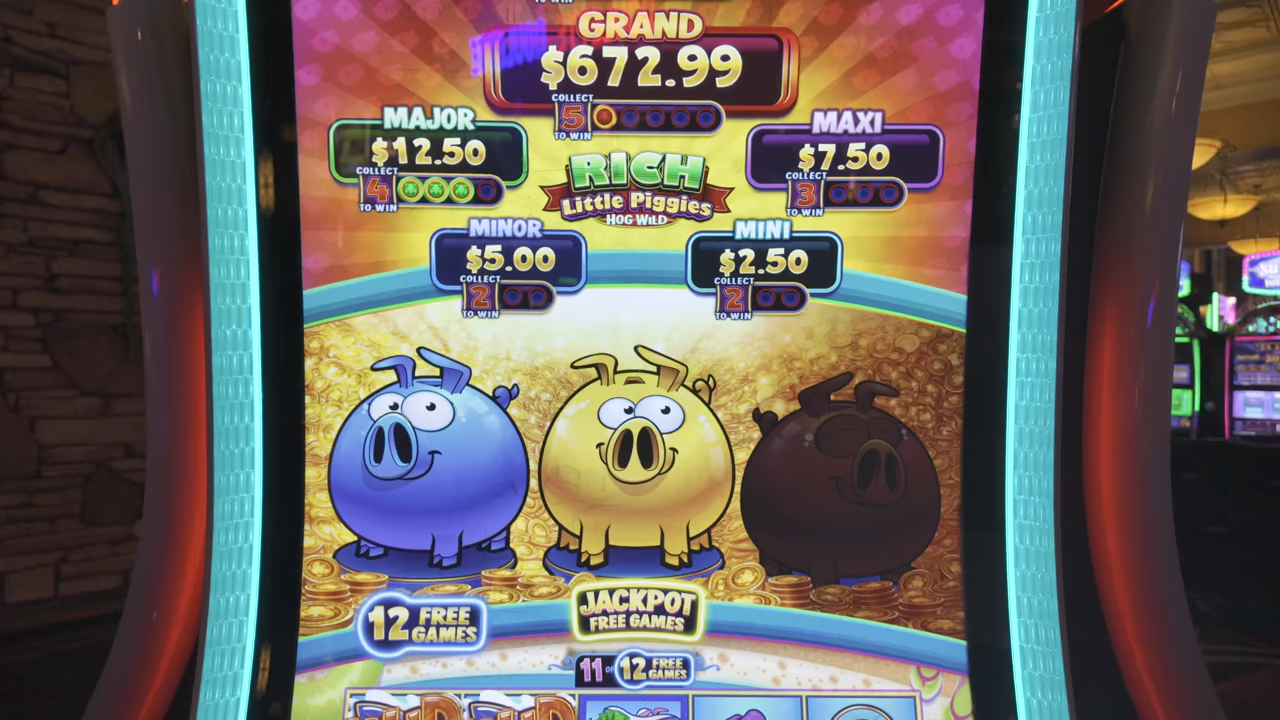 GRAND
$672.99
COLLECT
5
TO WIN
MAJOR
$12.50
COLLECT
4
TO WIN
MAXI
$7.50
COLLECT
3
TO WIN
RICH
Little Piggies
HOG WILD
MINOR
$5.00
COLLECT
2
TO WIN
MINI
$2.50
COLLECT
2
TO WIN
12 FREE
GAMES
JACKPOT
FREE GAMES
11 OF 12 FREE
GAMES